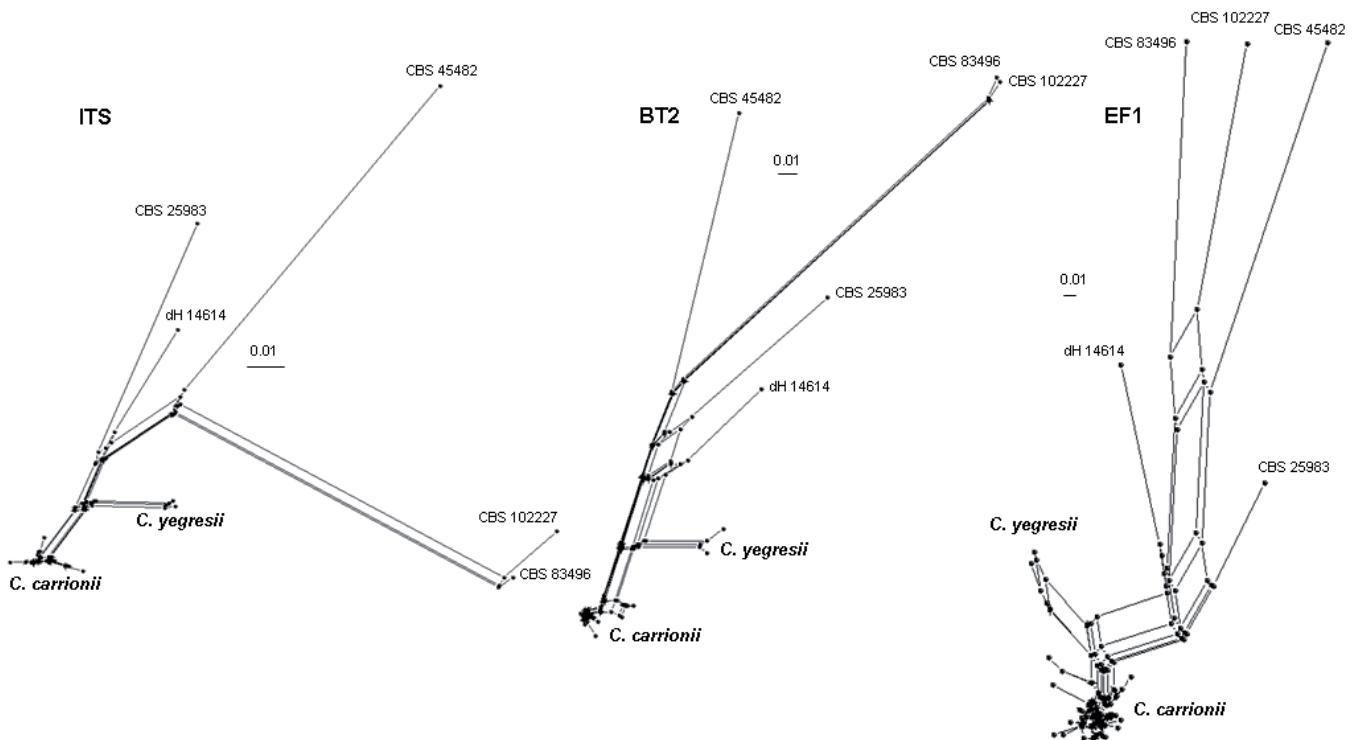 ITS
CBS 45482
CBS 25983
dH 14614
0.01
C. yegresii
C. carrionii
CBS 102227
CBS 83496
BT2
CBS 45482
CBS 83496
CBS 102227
0.01
CBS 25983
dH 14614
C. yegresii
C. carrionii
EF1
CBS 83496
CBS 102227
CBS 45482
0.01
dH 14614
CBS 25983
C. yegresii
C. carrionii